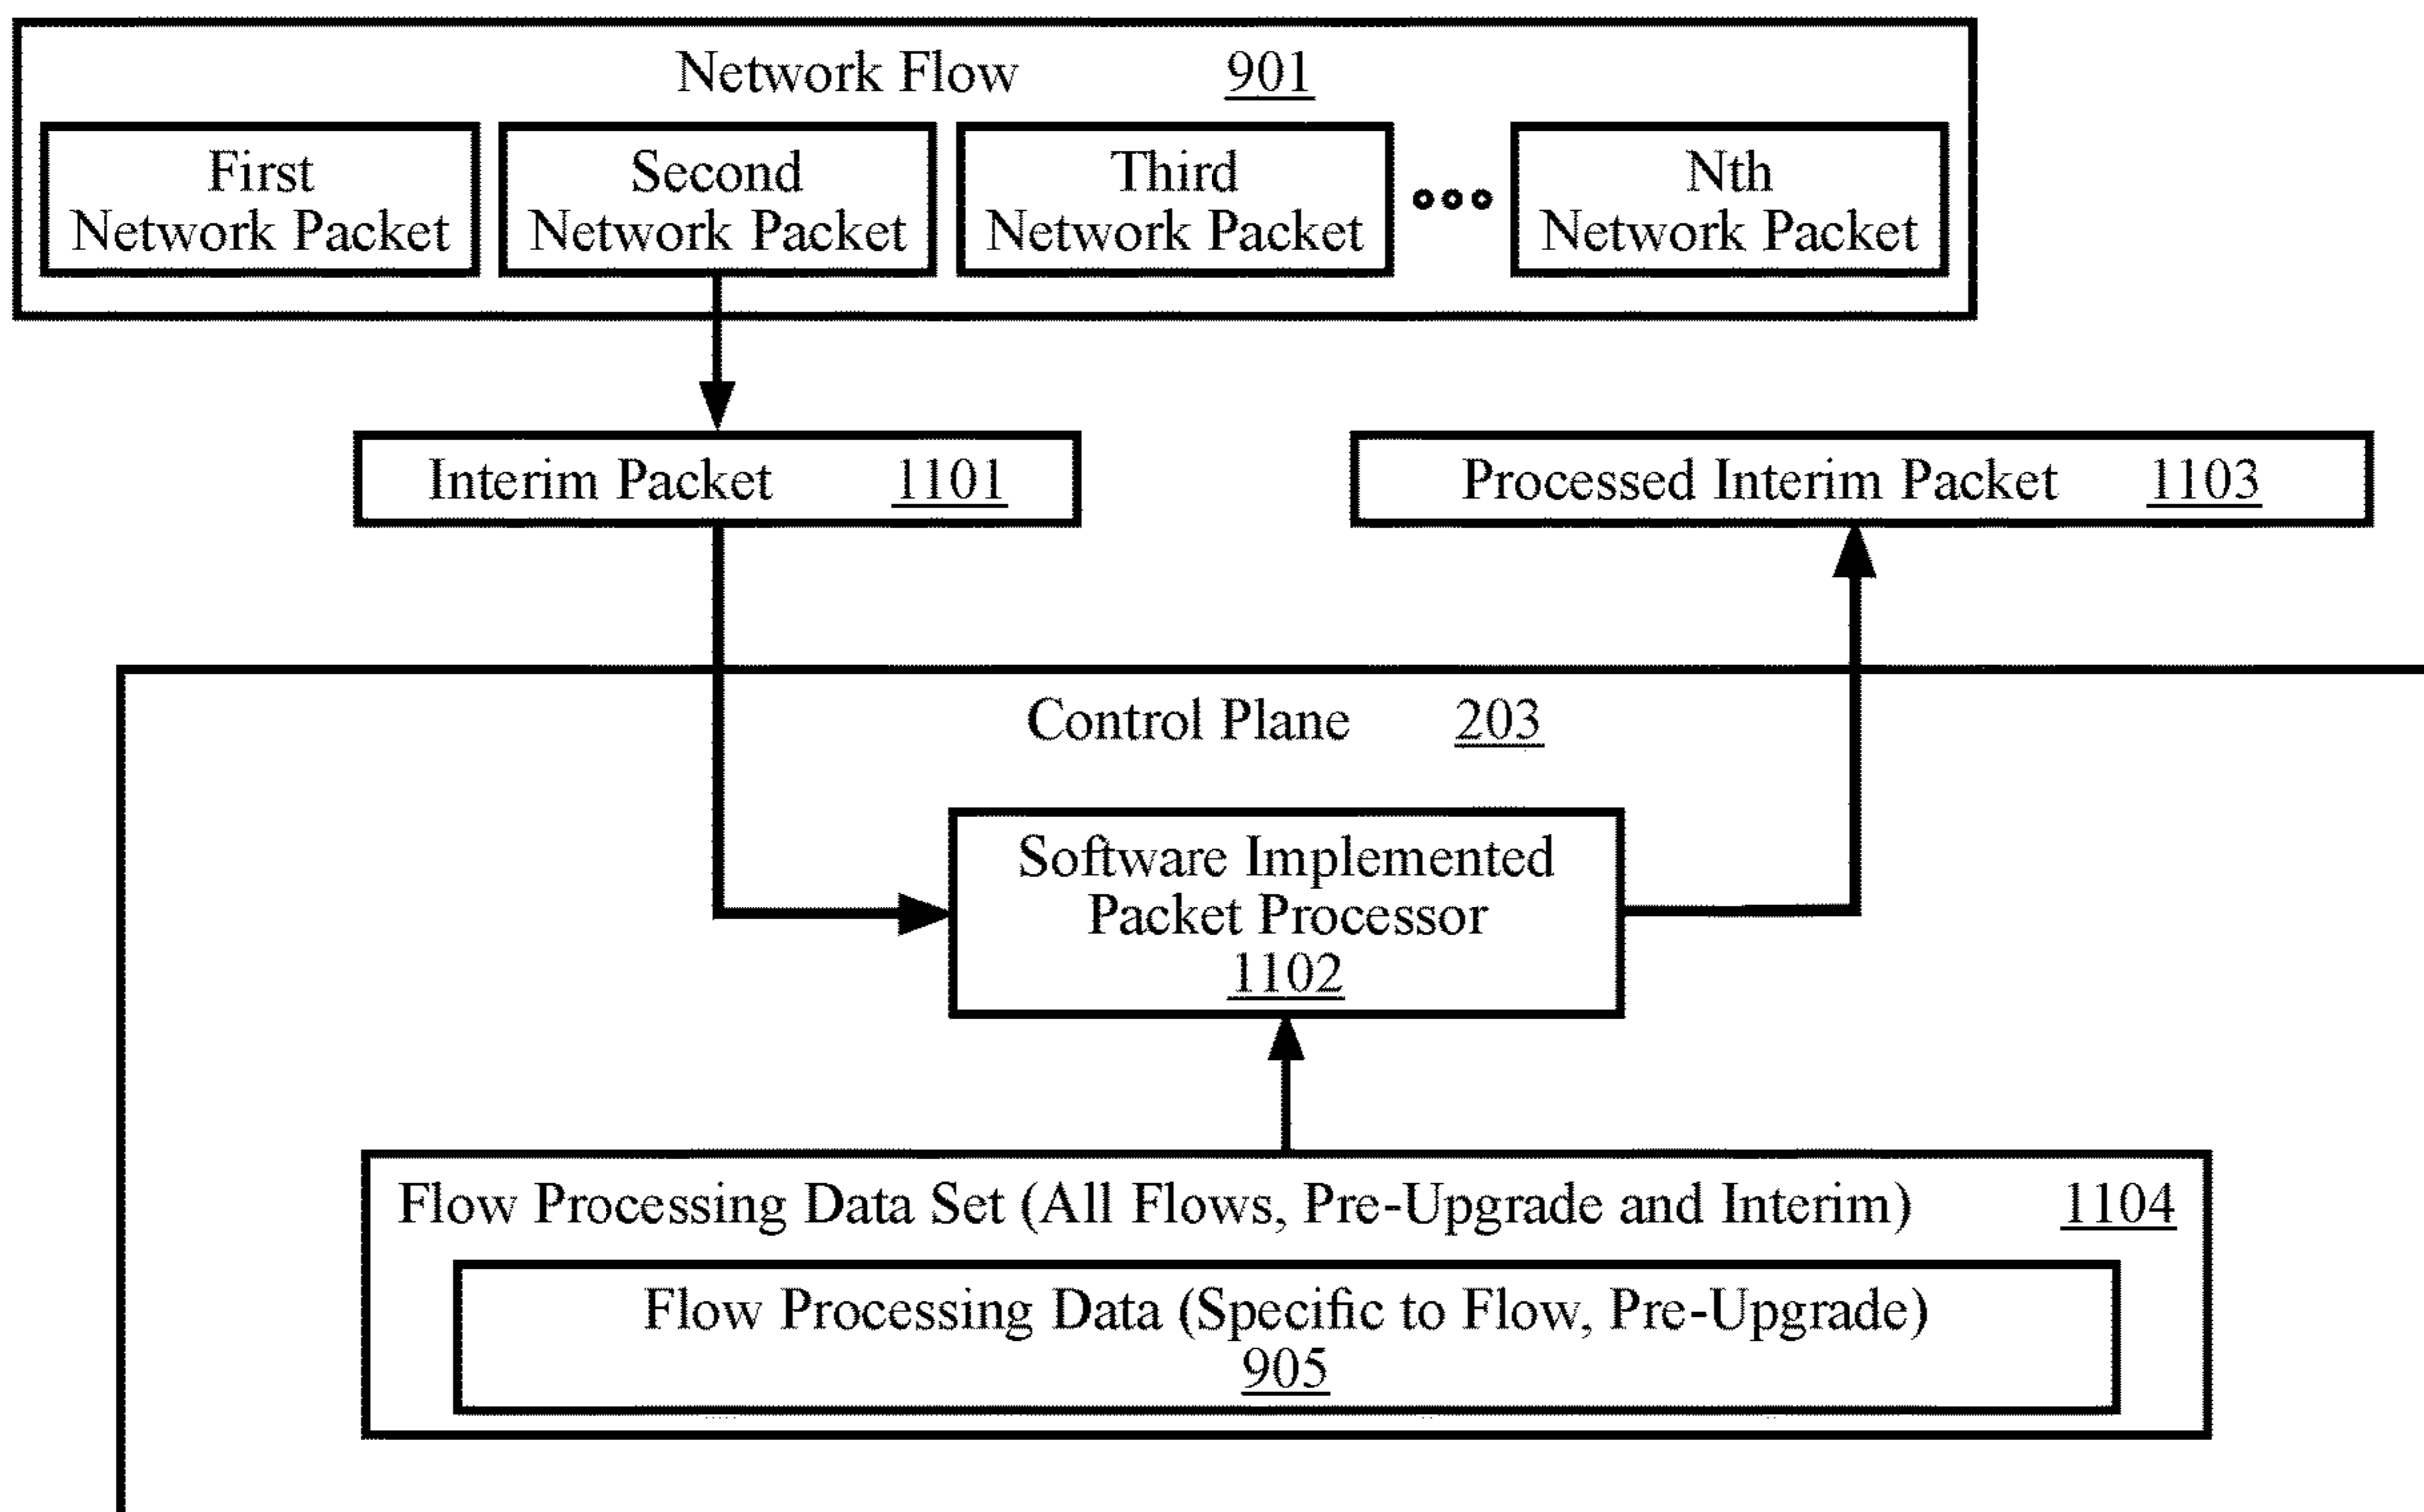 Network Flow 901
First
Network Packet
Second
Network Packet
Third
Network Packet
Nth
Network Packet
Interim Packet 1101
Processed Interim Packet 1103
Control Plane 203
Software Implemented
Packet Processor
1102
Flow Processing Data Set (All Flows, Pre-Upgrade and Interim) 1104
Flow Processing Data (Specific to Flow, Pre-Upgrade)
905